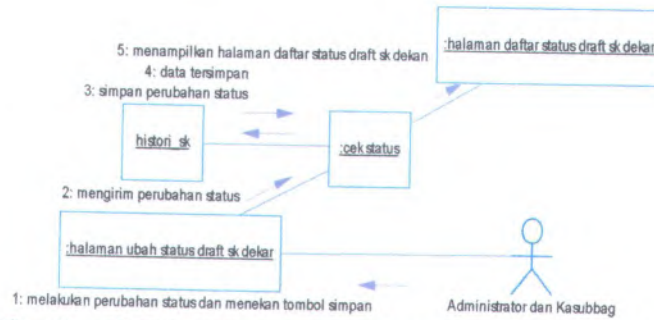 5: menampilkan halaman daftar status draft sk dekan
:halaman daftar status draft sk dekar
4: data tersimpan
3: simpan perubahan status
histori_sk
:cek status
2: mengirim perubahan status
:halaman ubah status draft sk dekar
1: melakukan perubahan status dan menekan tombol simpan
Administrator dan Kasubbag